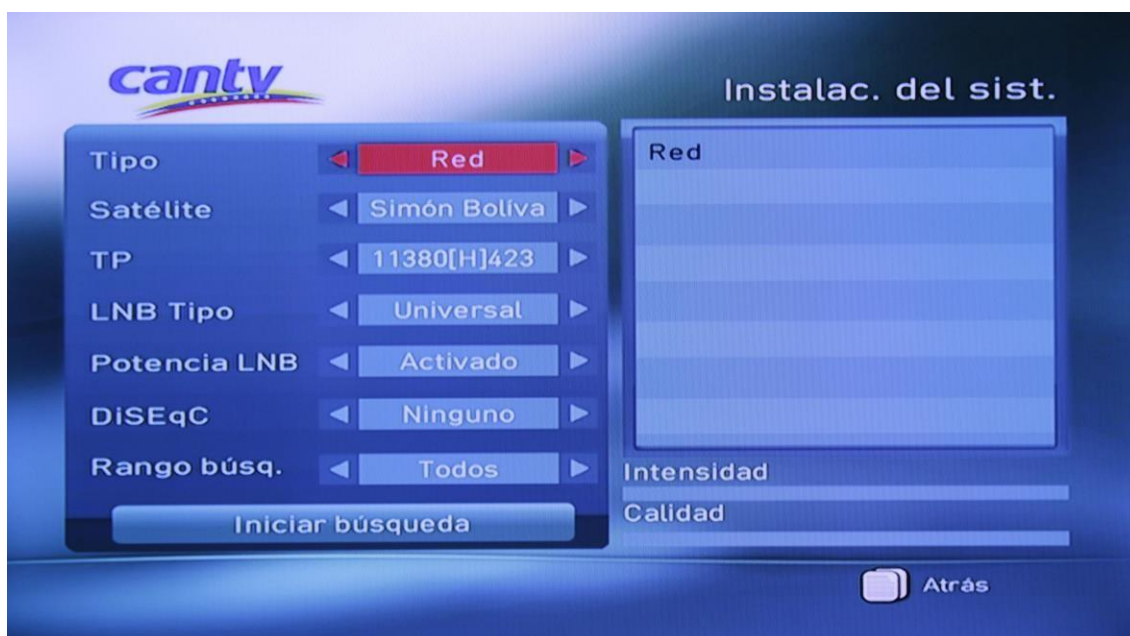 cantv
Instalac. del sist.
Tipo Red
Satélite Simón Bolíva
TP 11380[H]423
LNB Tipo Universal
Potencia LNB Activado
DiSEqC Ninguno
Rango búsq. Todos
Iniciar búsqueda
Red
Intensidad
Calidad
Atrás